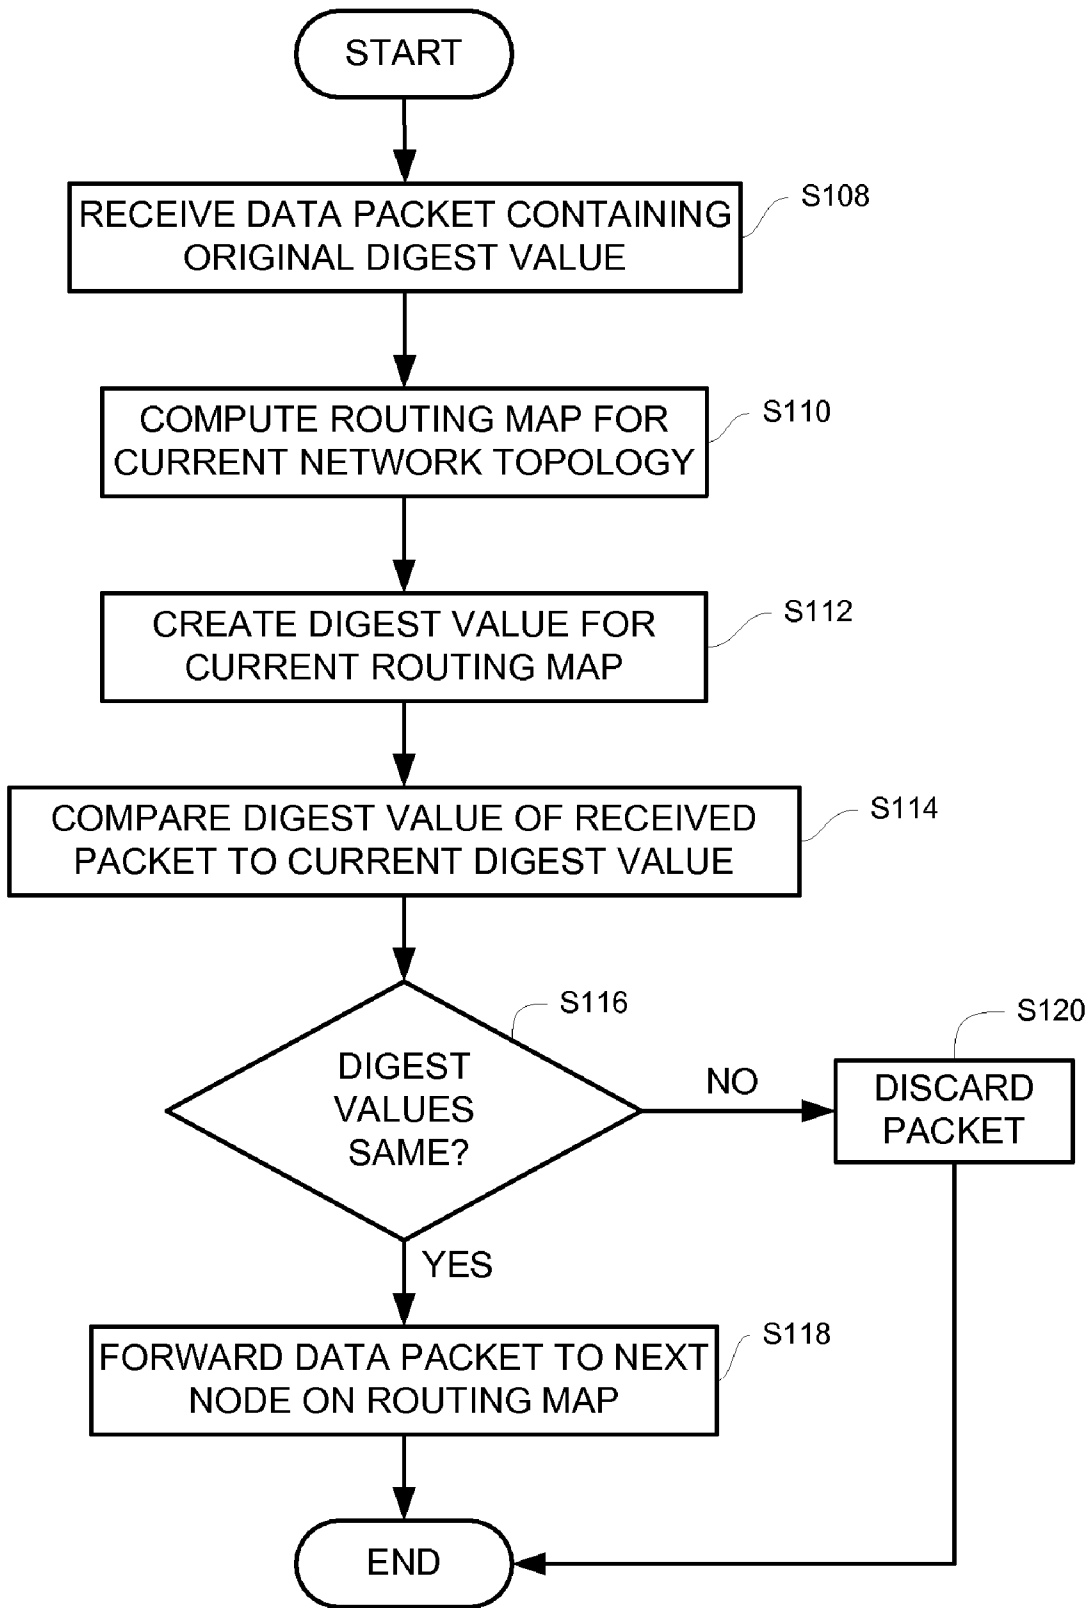 START
RECEIVE DATA PACKET CONTAINING
ORIGINAL DIGEST VALUE
S108
COMPUTE ROUTING MAP FOR
CURRENT NETWORK TOPOLOGY
S110
CREATE DIGEST VALUE FOR
CURRENT ROUTING MAP
S112
COMPARE DIGEST VALUE OF RECEIVED
PACKET TO CURRENT DIGEST VALUE
S114
DIGEST
VALUES
SAME?
S116
NO
DISCARD
PACKET
S120
YES
FORWARD DATA PACKET TO NEXT
NODE ON ROUTING MAP
S118
END